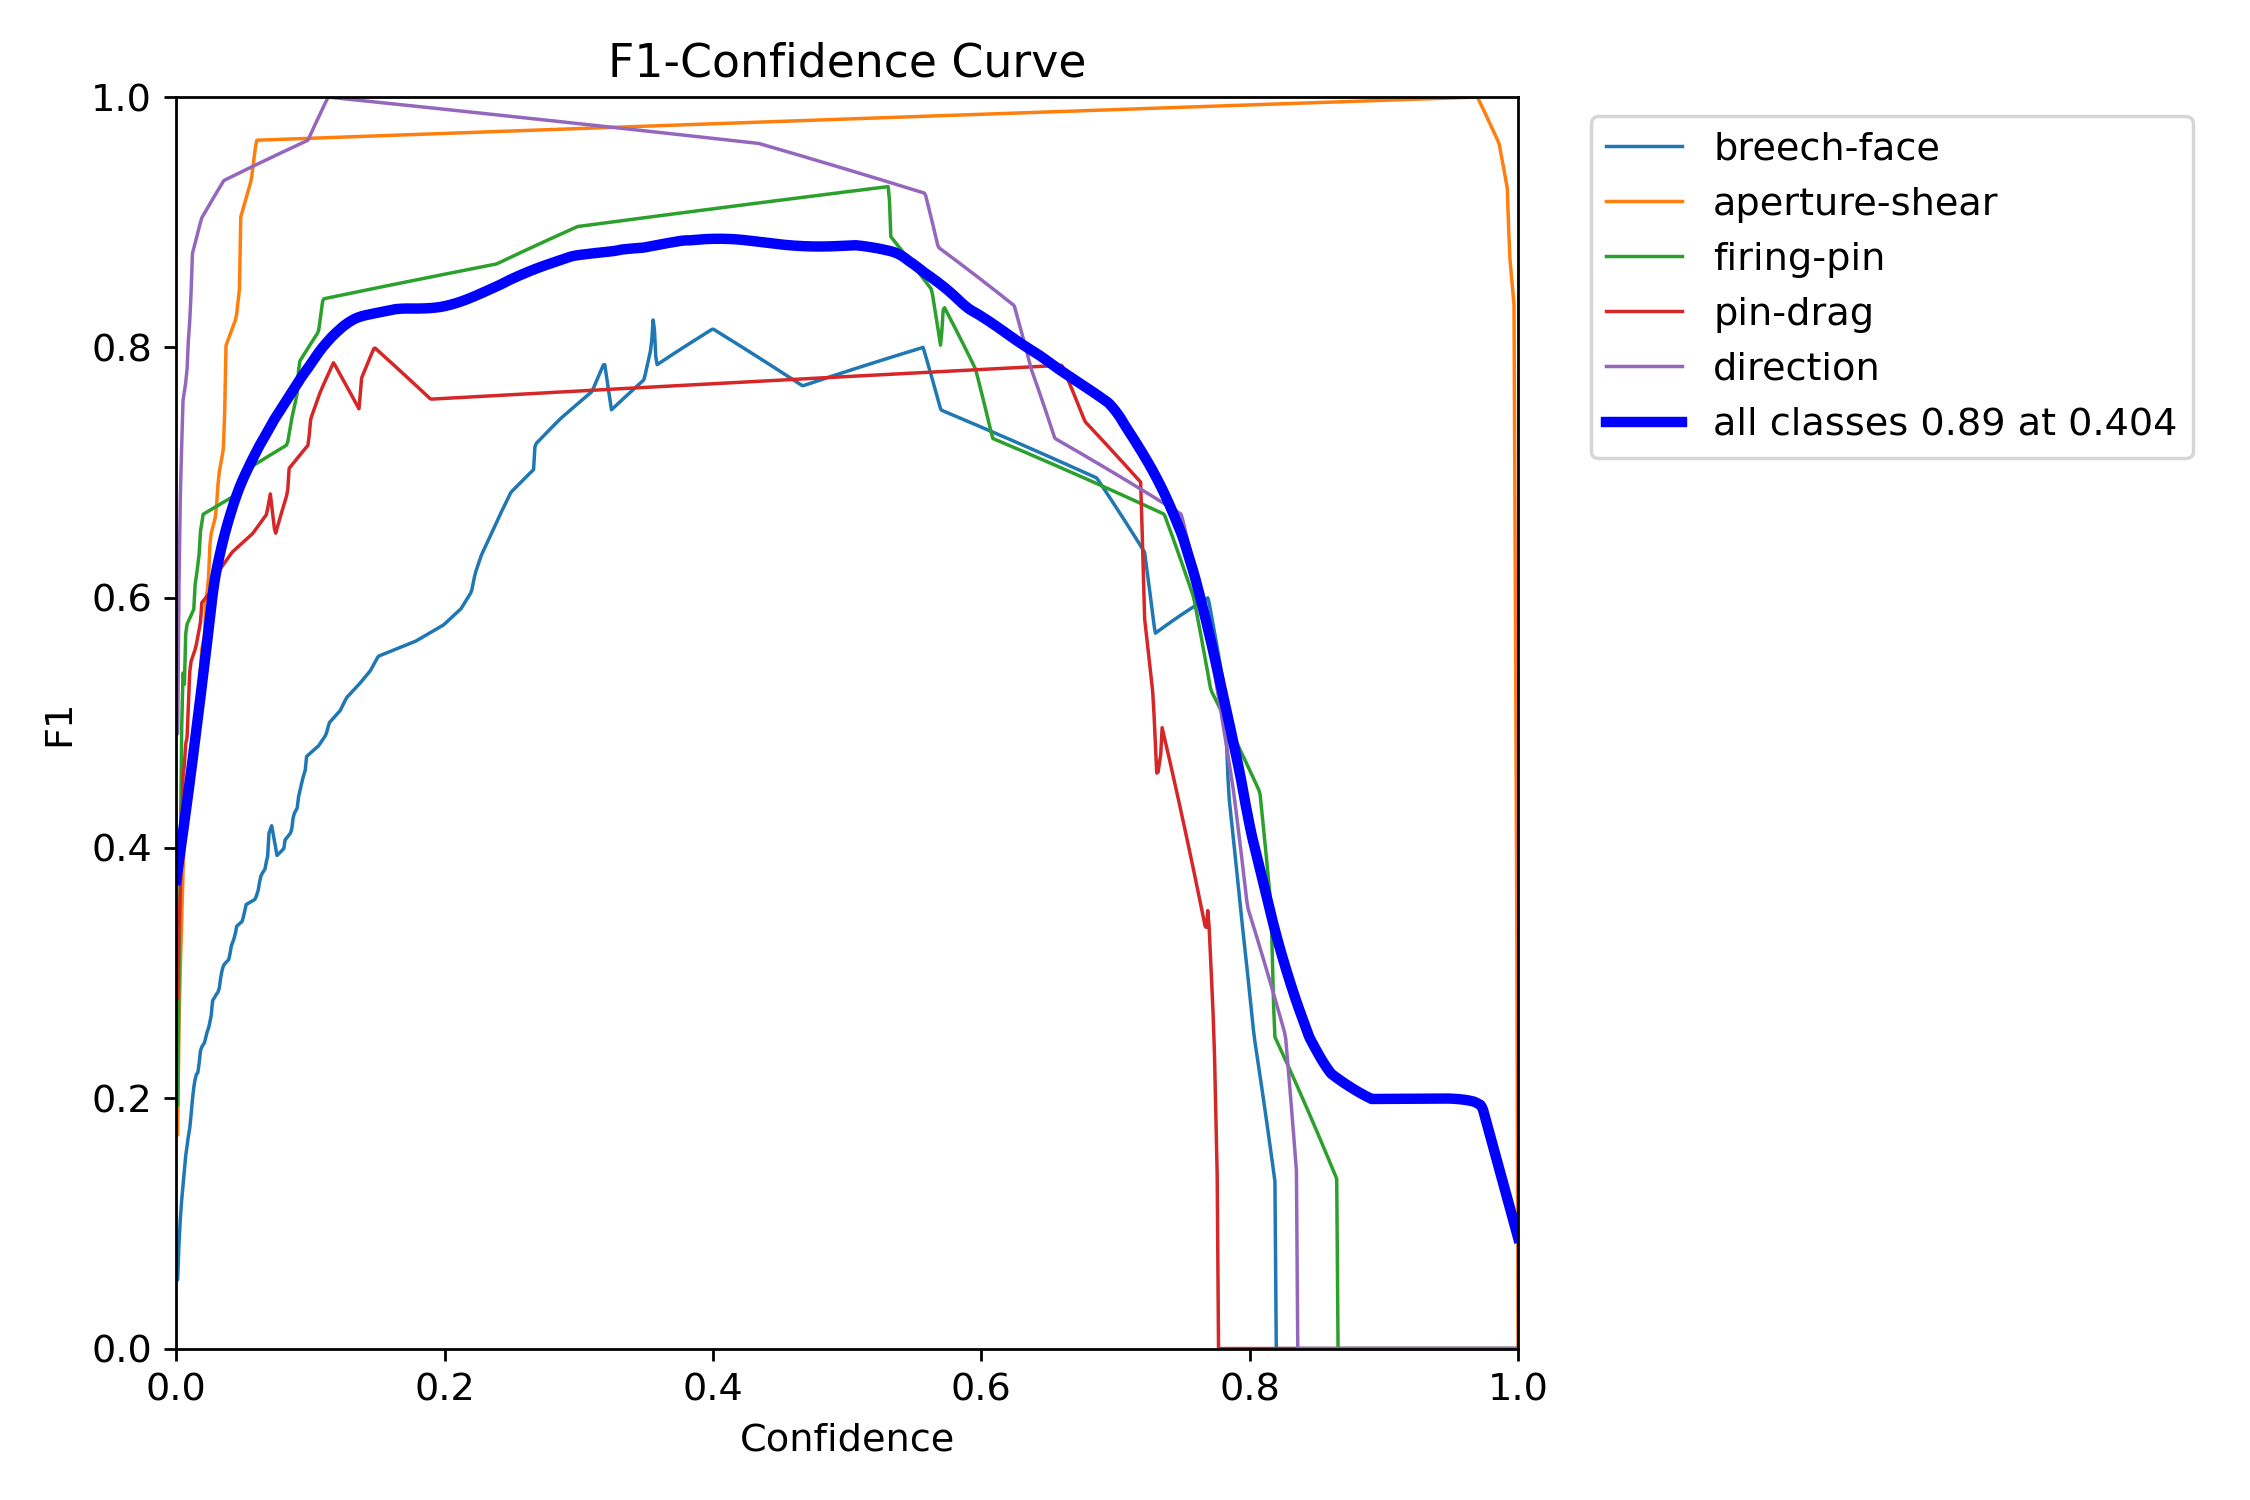 F1-Confidence Curve
1.0
0.8
0.6
0.4
0.2
0.0
F1
0.0 0.2 0.4 0.6 0.8 1.0
Confidence
breech-face
aperture-shear
firing-pin
pin-drag
direction
all classes 0.89 at 0.404